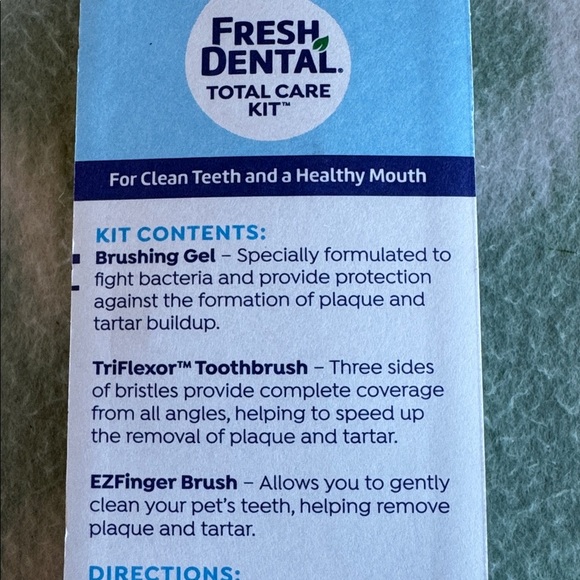 FRESH
DENTAL®
TOTAL CARE
KIT™
For Clean Teeth and a Healthy Mouth
KIT CONTENTS:
Brushing Gel – Specially formulated to
fight bacteria and provide protection
against the formation of plaque and
tartar buildup.
TriFlexor™ Toothbrush – Three sides
of bristles provide complete coverage
from all angles, helping to speed up
the removal of plaque and tartar.
EZFinger Brush – Allows you to gently
clean your pet's teeth, helping remove
plaque and tartar.
DIRECTIONS: